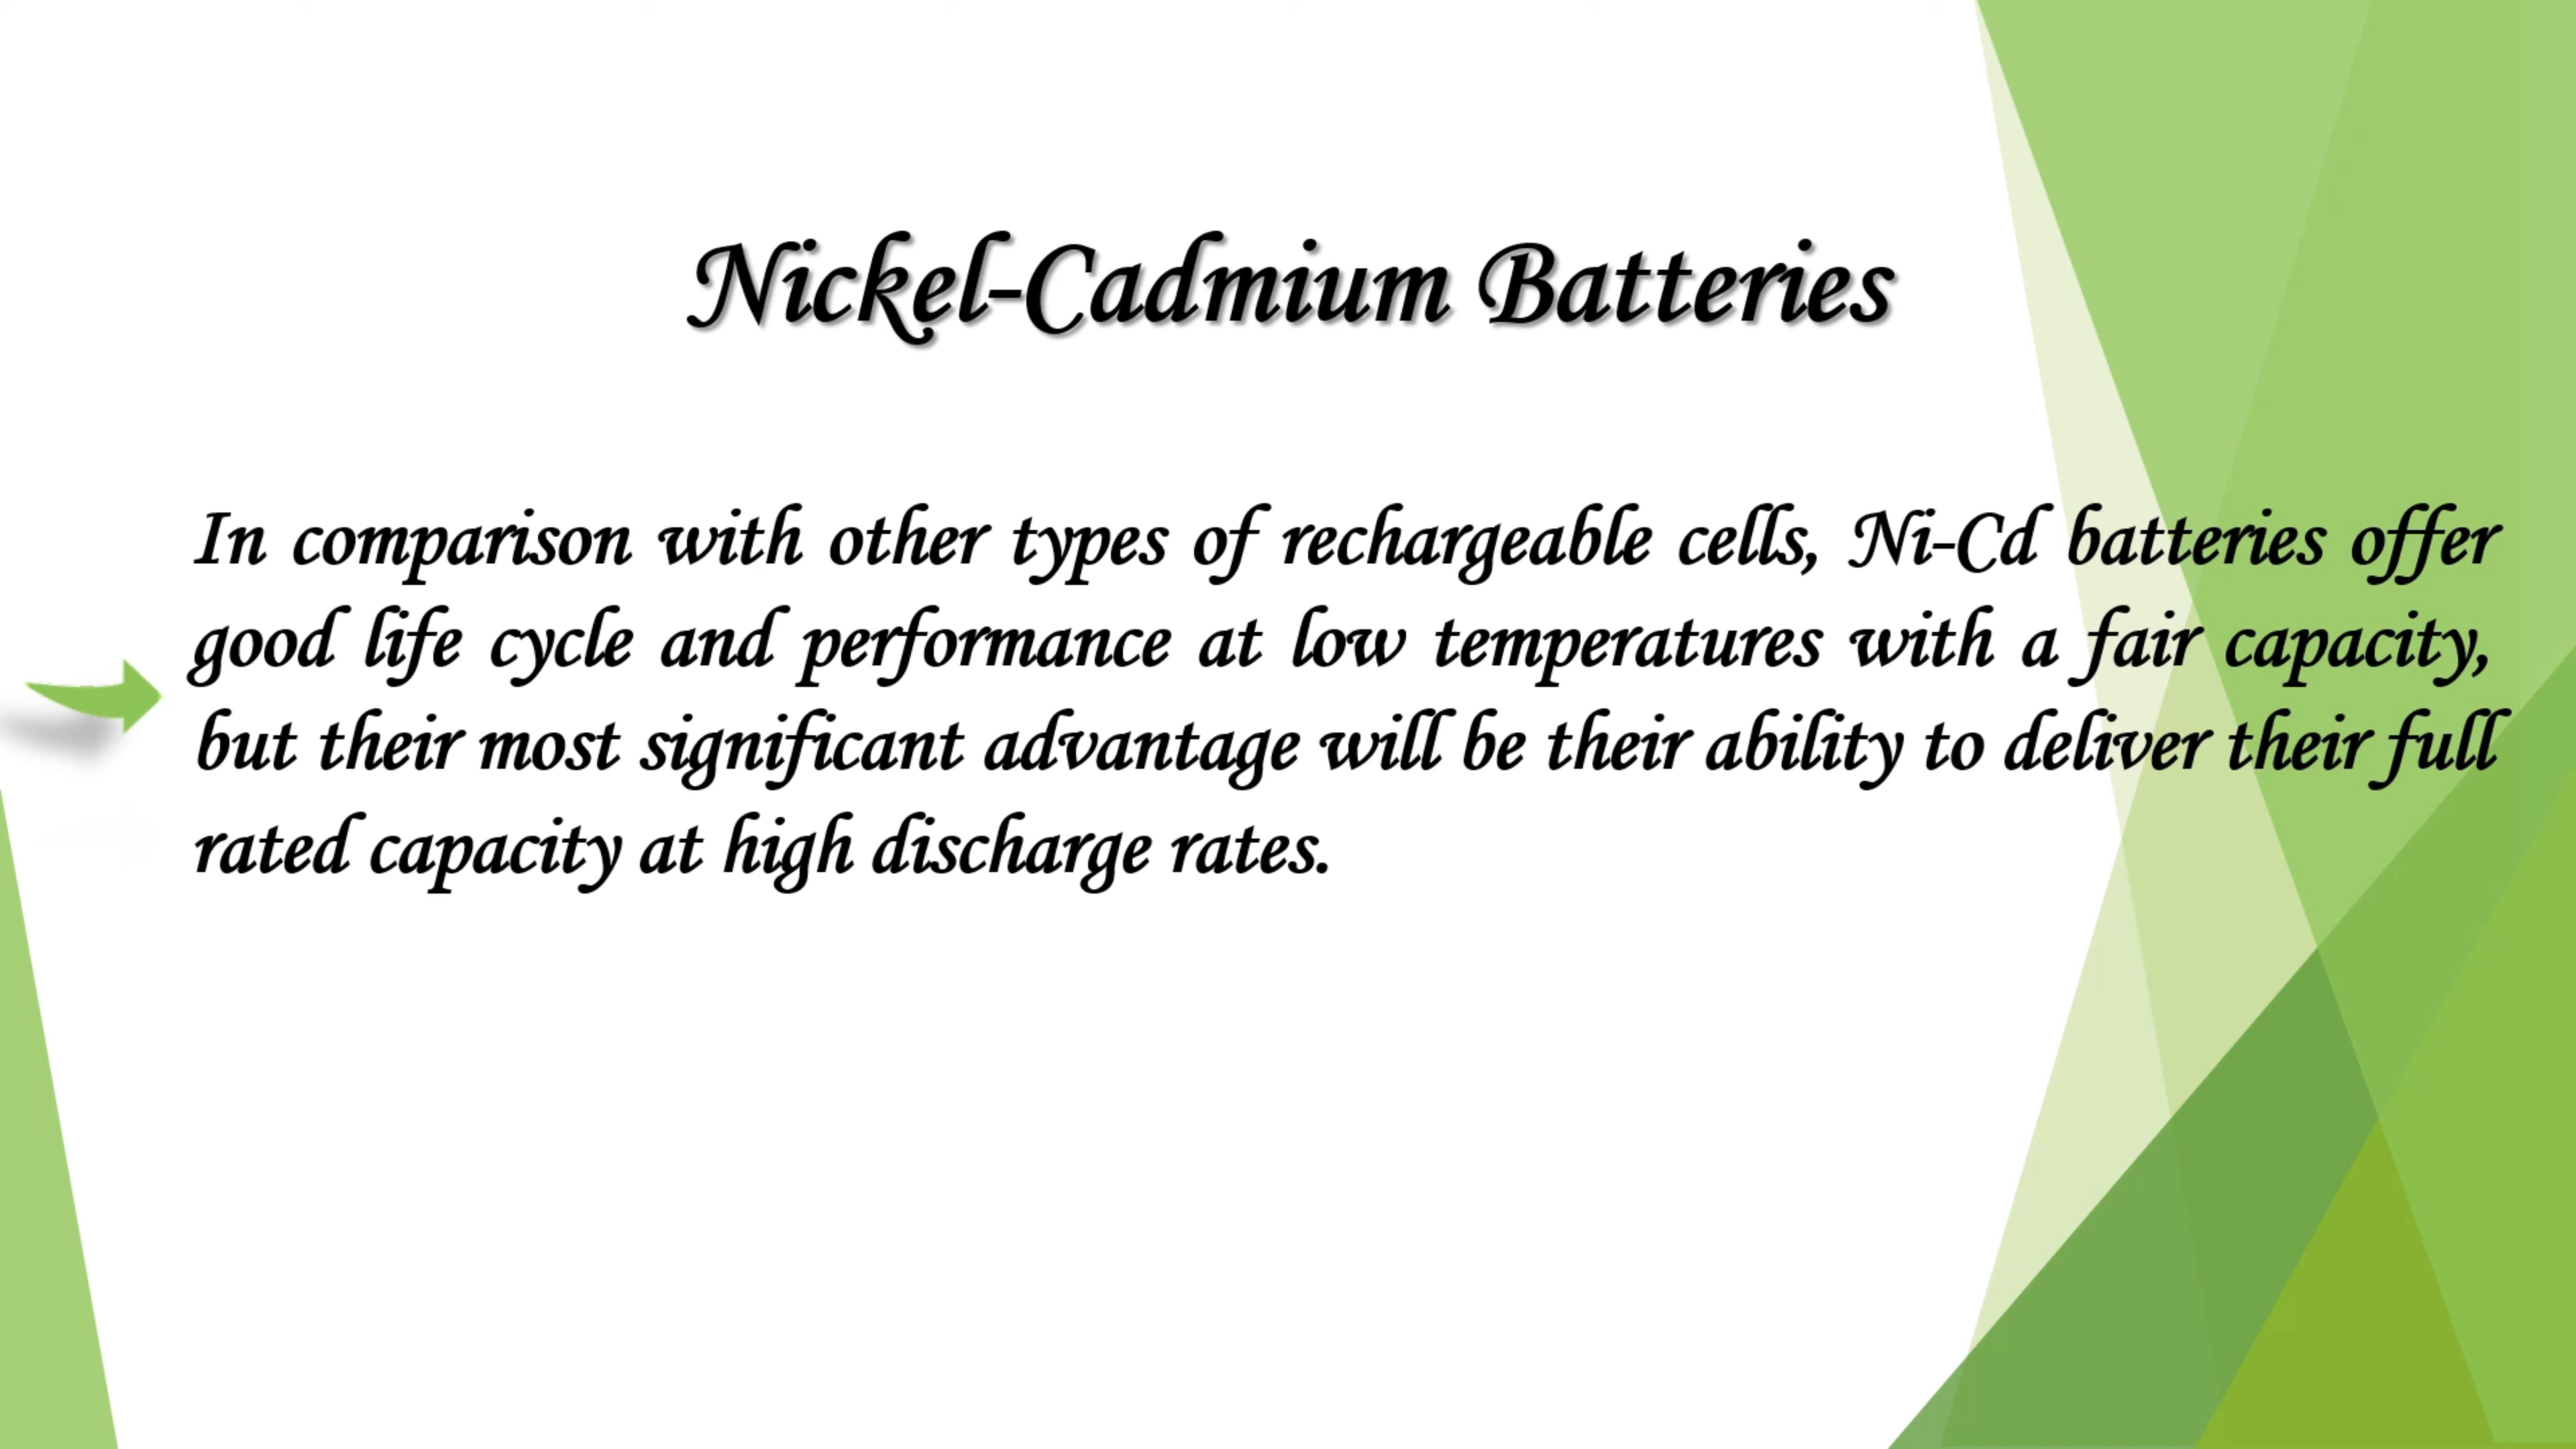 Nickel-Cadmium Batteries
In comparison with other types of rechargeable cells, Ni-Cd batteries offer
good life cycle and performance at low temperatures with a fair capacity,
but their most significant advantage will be their ability to deliver their full
rated capacity at high discharge rates.